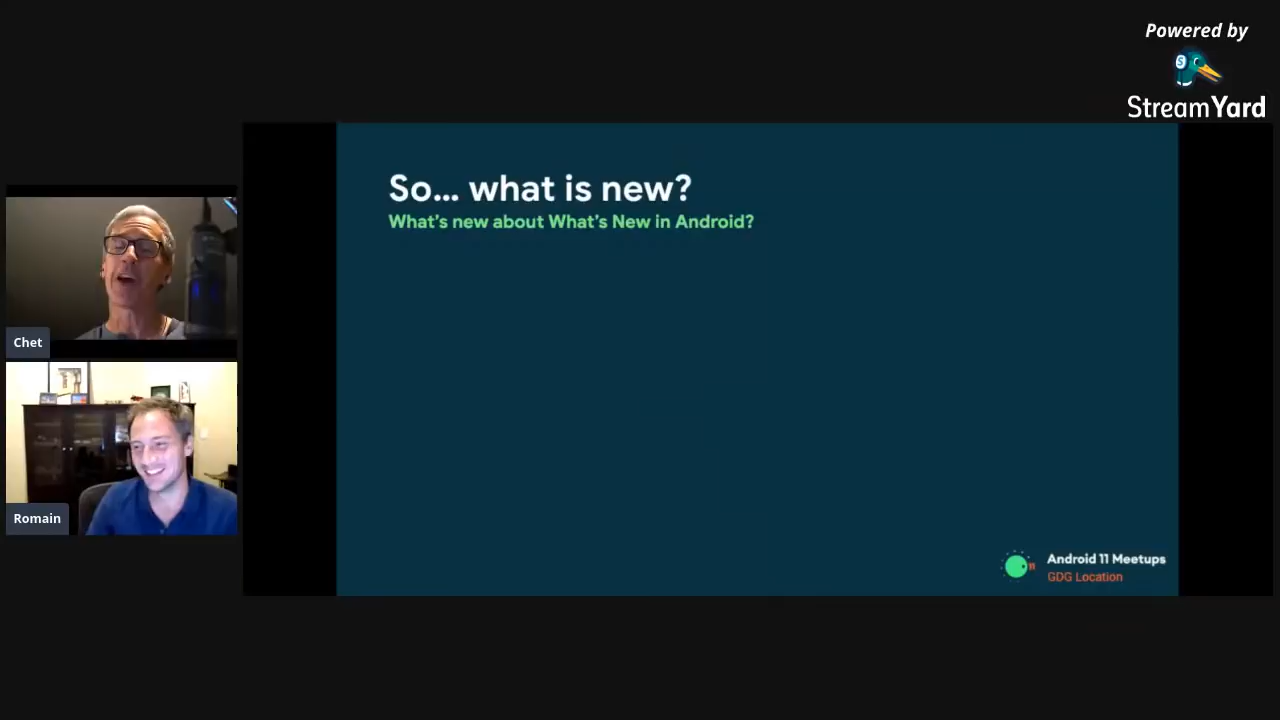 Powered by
S
StreamYard
So... what is new?
What's new about What's New in Android?
Chet
Romain
11
Android 11 Meetups
GDG Location